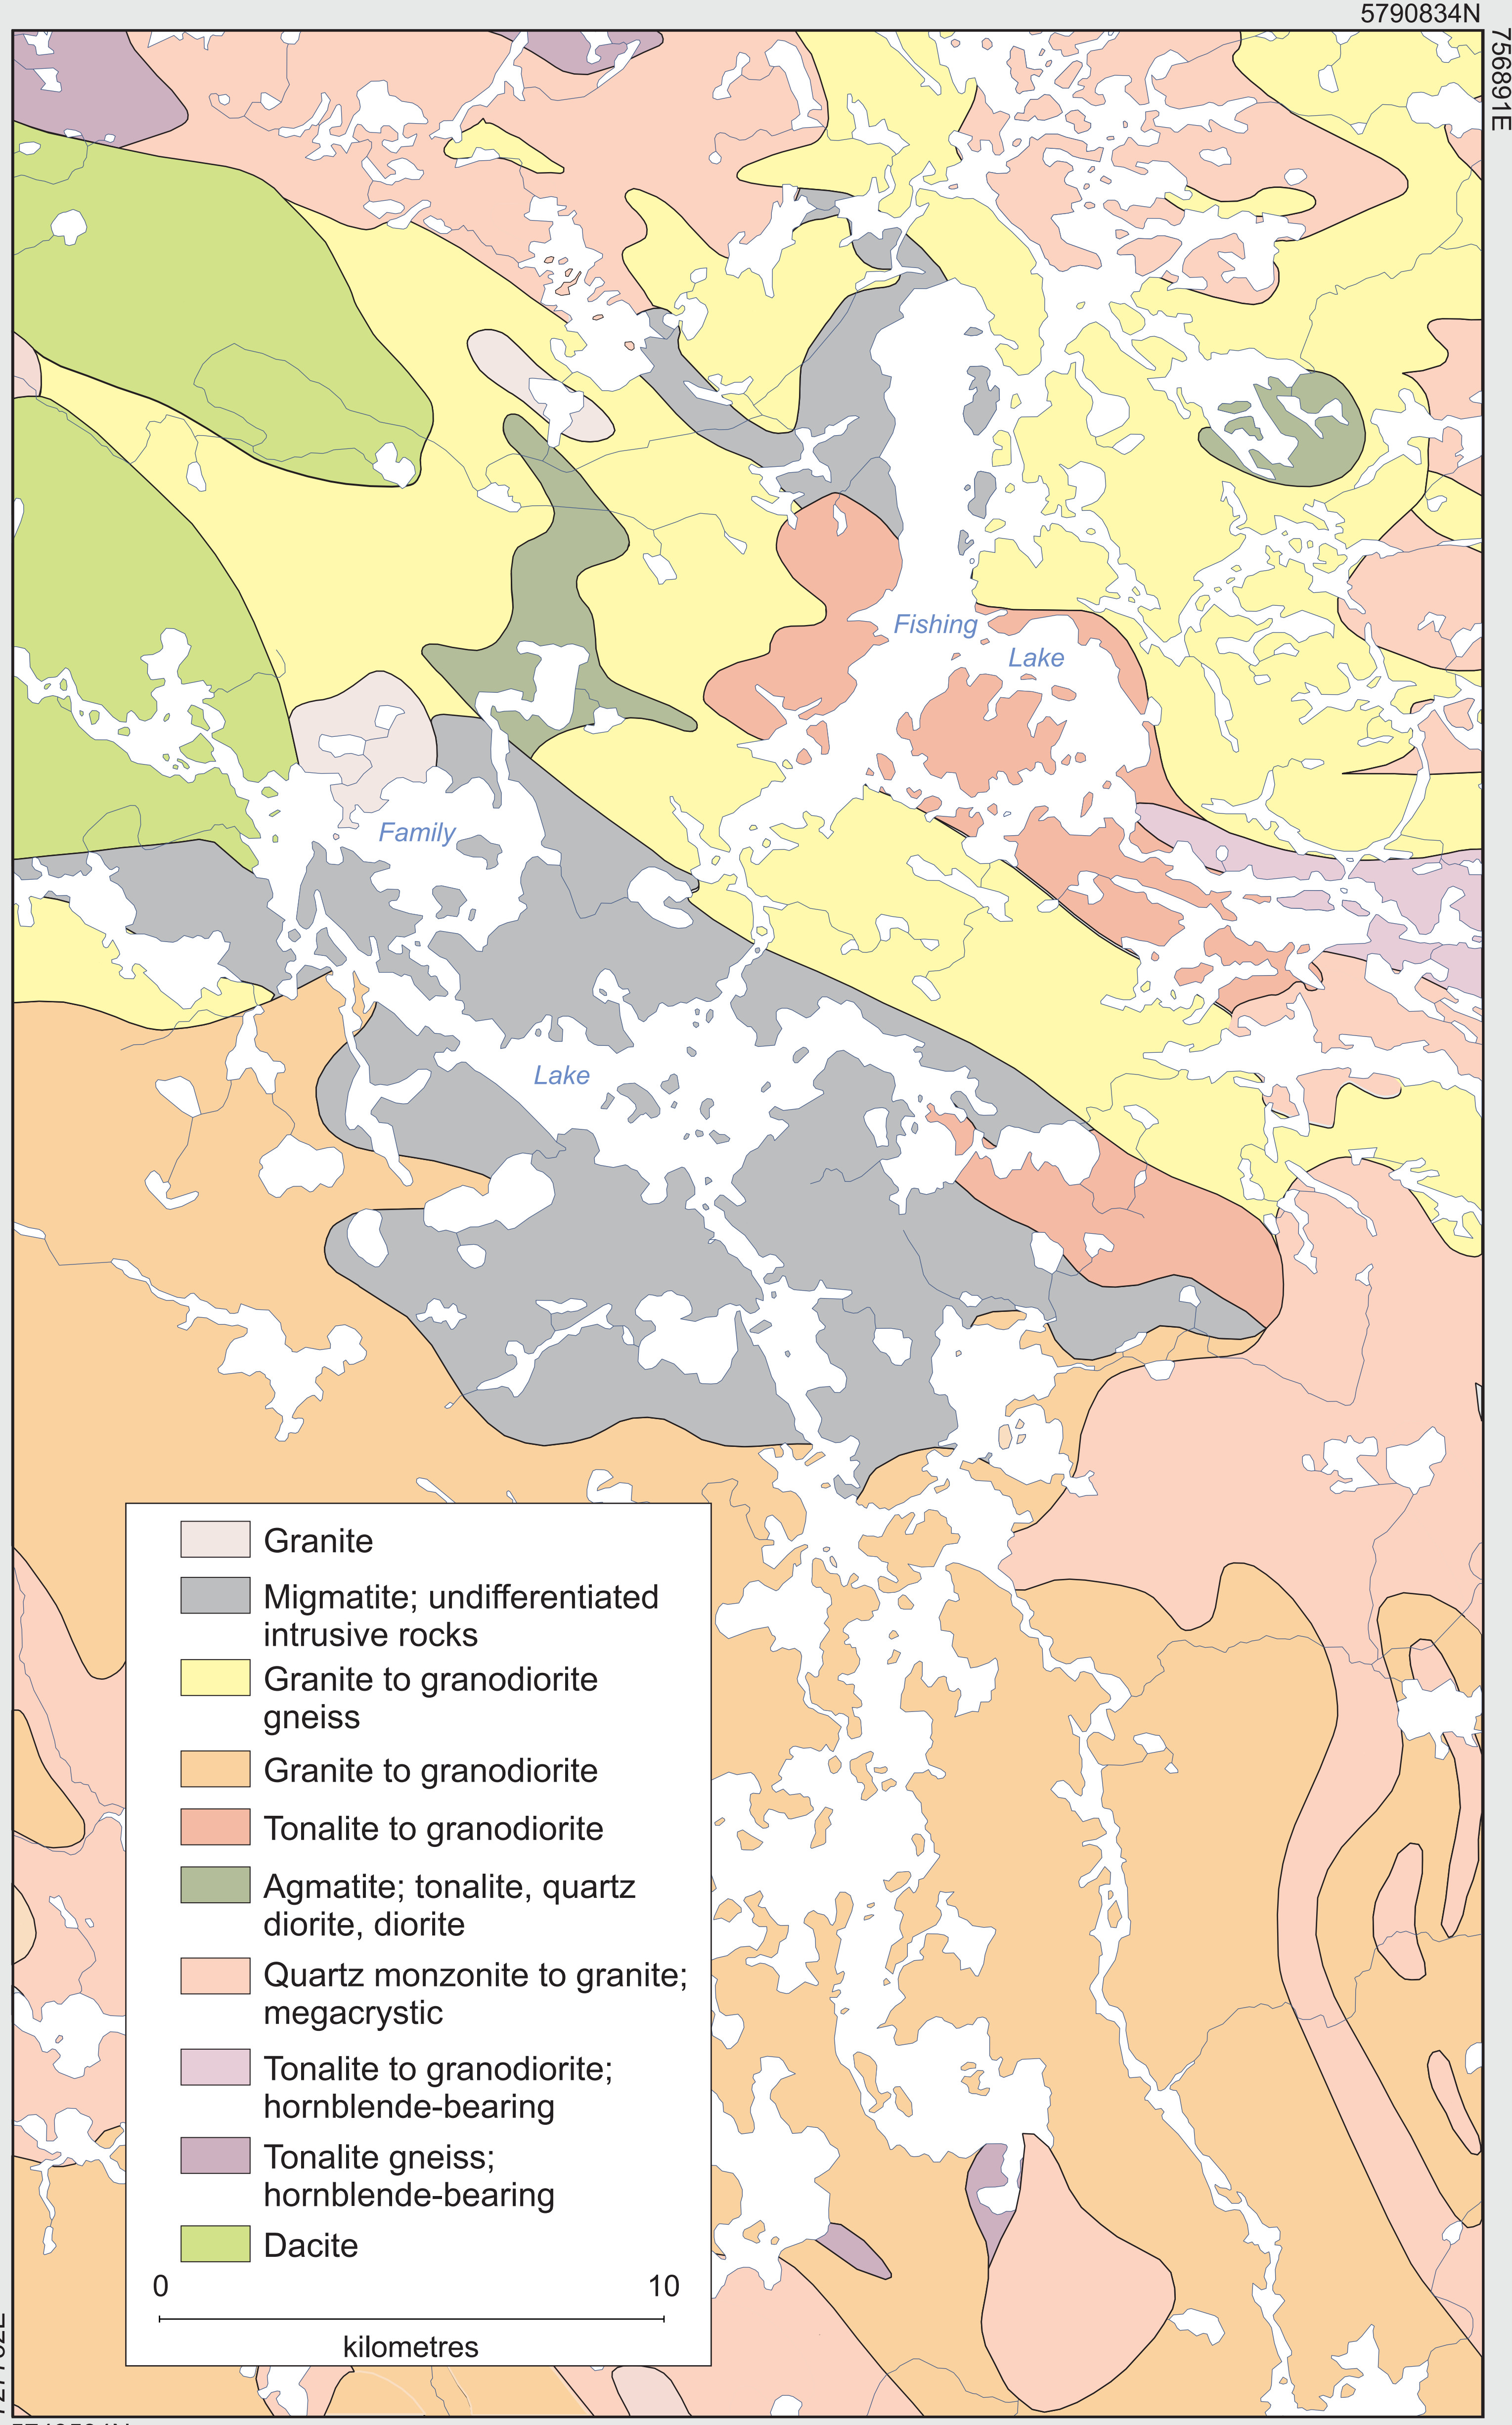 5790834N
756891E
Fishing
Lake
Family
Lake
Granite
Migmatite; undifferentiated
intrusive rocks
Granite to granodiorite
gneiss
Granite to granodiorite
Tonalite to granodiorite
Agmatite; tonalite, quartz
diorite, diorite
Quartz monzonite to granite;
megacrystic
Tonalite to granodiorite;
hornblende-bearing
Tonalite gneiss;
hornblende-bearing
Dacite
0 10
kilometres